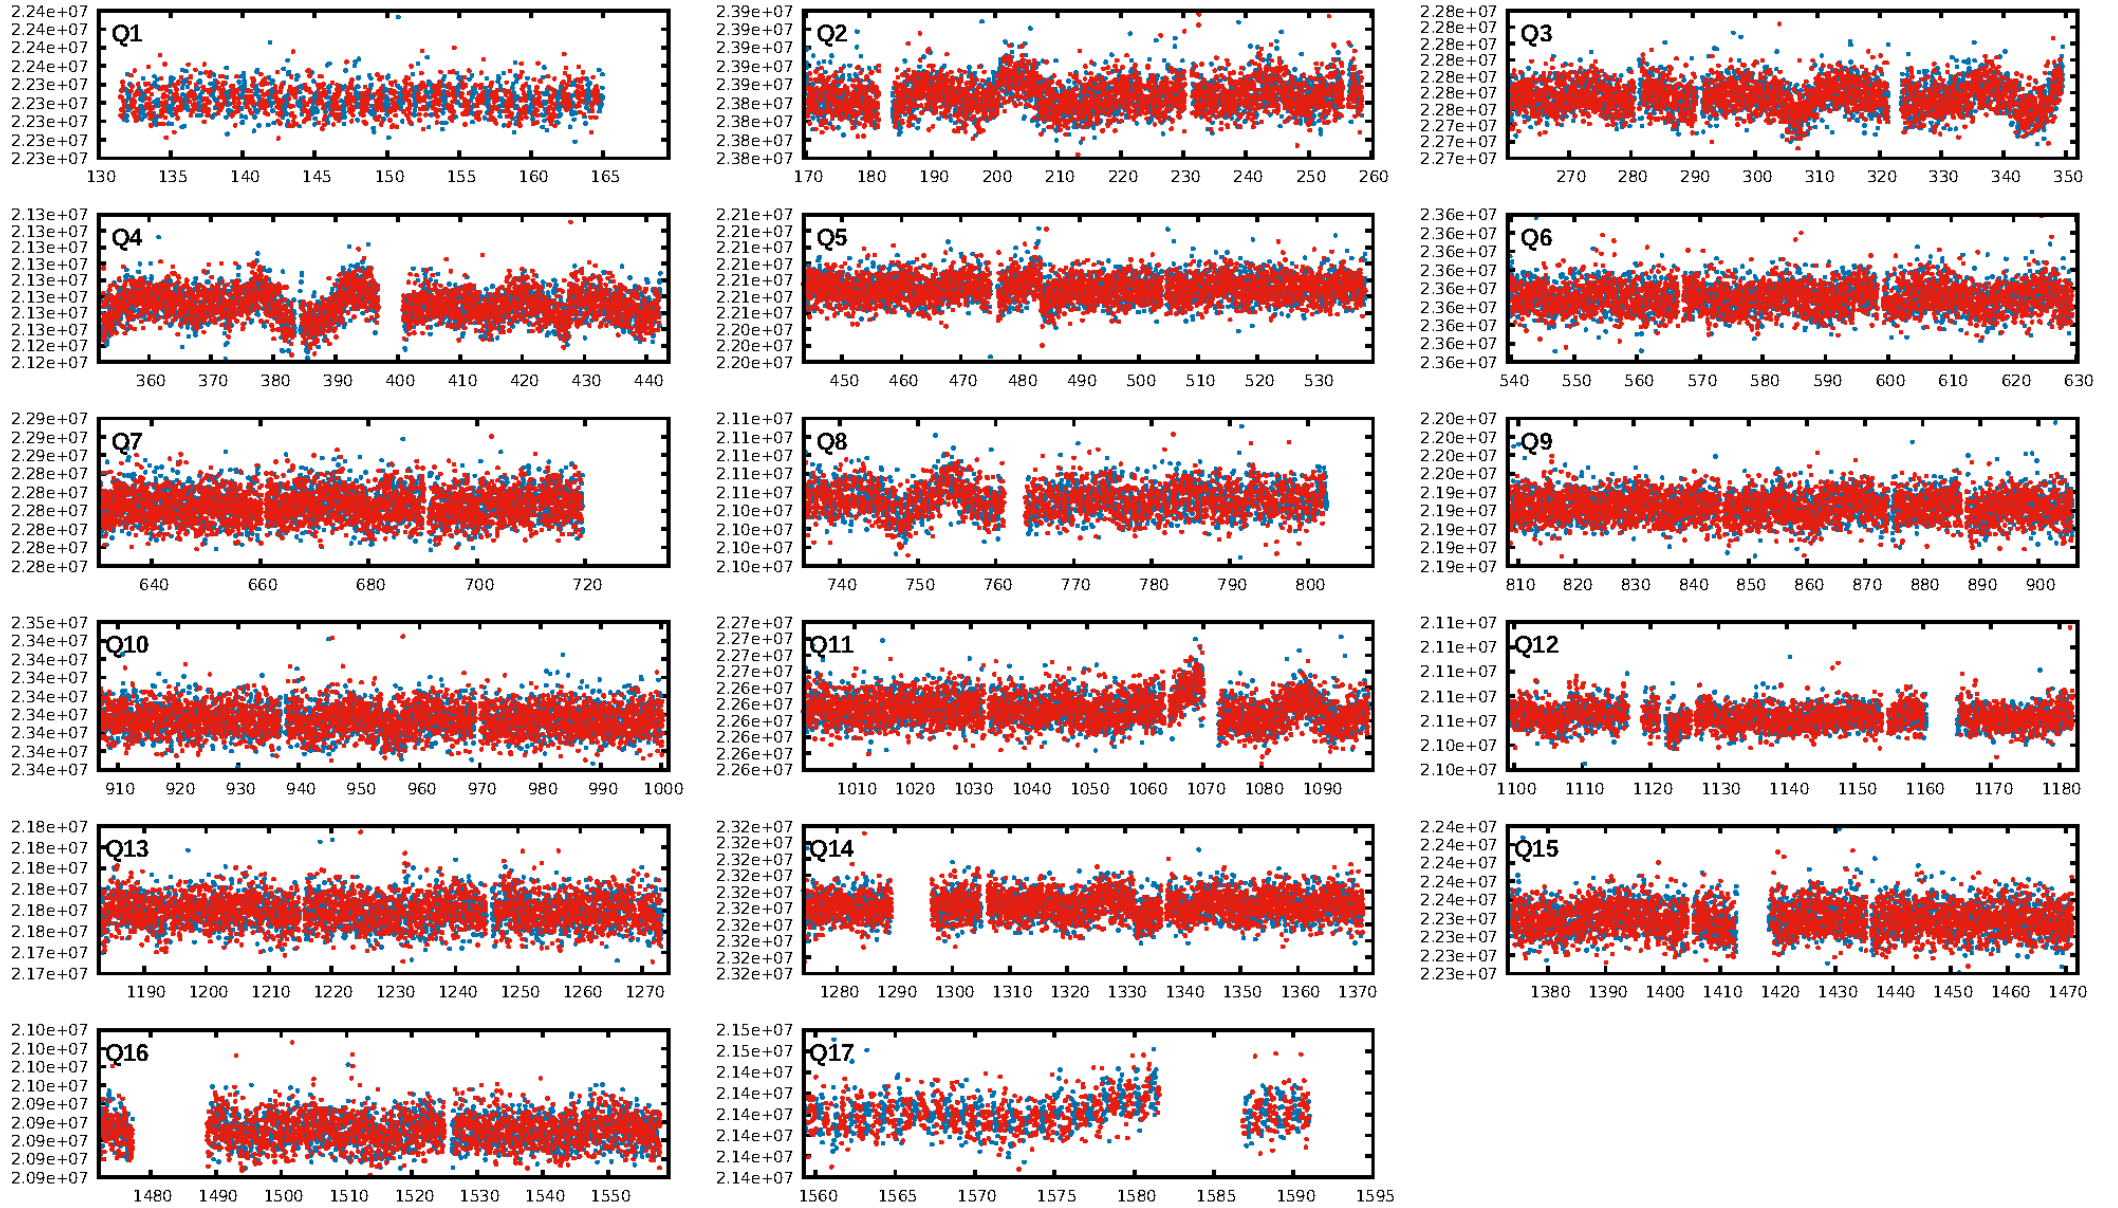 2.24e+07
2.24e+07
2.24e+07
2.23e+07
2.23e+07
2.23e+07
2.23e+07
2.23e+07
2.23e+07
Q1
130 135 140 145 150 155 160 165
2.39e+07
2.39e+07
2.39e+07
2.39e+07
2.39e+07
2.38e+07
2.38e+07
2.38e+07
2.38e+07
Q2
170 180 190 200 210 220 230 240 250 260
2.28e+07
2.28e+07
2.28e+07
2.28e+07
2.28e+07
2.28e+07
2.28e+07
2.27e+07
2.27e+07
2.27e+07
Q3
270 280 290 300 310 320 330 340 350
2.13e+07
2.13e+07
2.13e+07
2.13e+07
2.13e+07
2.13e+07
2.13e+07
2.13e+07
2.12e+07
2.12e+07
Q4
360 370 380 390 400 410 420 430 440
2.21e+07
2.21e+07
2.21e+07
2.21e+07
2.21e+07
2.21e+07
2.21e+07
2.20e+07
2.20e+07
Q5
450 460 470 480 490 500 510 520 530
2.36e+07
2.36e+07
2.36e+07
2.36e+07
2.36e+07
2.36e+07
2.36e+07
2.36e+07
2.36e+07
Q6
540 550 560 570 580 590 600 610 620 630
2.29e+07
2.29e+07
2.29e+07
2.28e+07
2.28e+07
2.28e+07
2.28e+07
2.28e+07
2.28e+07
Q7
640 660 680 700 720
2.11e+07
2.11e+07
2.11e+07
2.11e+07
2.11e+07
2.10e+07
2.10e+07
2.10e+07
2.10e+07
Q8
740 750 760 770 780 790 800
2.20e+07
2.20e+07
2.20e+07
2.20e+07
2.19e+07
2.19e+07
2.19e+07
2.19e+07
2.19e+07
Q9
810 820 830 840 850 860 870 880 890 900
2.35e+07
2.34e+07
2.34e+07
2.34e+07
2.34e+07
2.34e+07
2.34e+07
2.34e+07
2.34e+07
Q10
910 920 930 940 950 960 970 980 990 1000
2.27e+07
2.27e+07
2.27e+07
2.27e+07
2.26e+07
2.26e+07
2.26e+07
2.26e+07
2.26e+07
2.26e+07
Q11
1010 1020 1030 1040 1050 1060 1070 1080 1090
2.11e+07
2.11e+07
2.11e+07
2.11e+07
2.11e+07
2.10e+07
2.10e+07
Q12
1100 1110 1120 1130 1140 1150 1160 1170 1180
2.18e+07
2.18e+07
2.18e+07
2.18e+07
2.18e+07
2.18e+07
2.17e+07
2.17e+07
Q13
1190 1200 1210 1220 1230 1240 1250 1260 1270
2.32e+07
2.32e+07
2.32e+07
2.32e+07
2.32e+07
2.32e+07
2.32e+07
2.32e+07
2.32e+07
2.32e+07
Q14
1280 1290 1300 1310 1320 1330 1340 1350 1360 1370
2.24e+07
2.24e+07
2.24e+07
2.24e+07
2.24e+07
2.23e+07
2.23e+07
2.23e+07
2.23e+07
Q15
1380 1390 1400 1410 1420 1430 1440 1450 1460 1470
2.10e+07
2.10e+07
2.10e+07
2.10e+07
2.09e+07
2.09e+07
2.09e+07
2.09e+07
2.09e+07
Q16
1480 1490 1500 1510 1520 1530 1540 1550
2.15e+07
2.15e+07
2.14e+07
2.14e+07
2.14e+07
2.14e+07
2.14e+07
2.14e+07
Q17
1560 1565 1570 1575 1580 1585 1590 1595